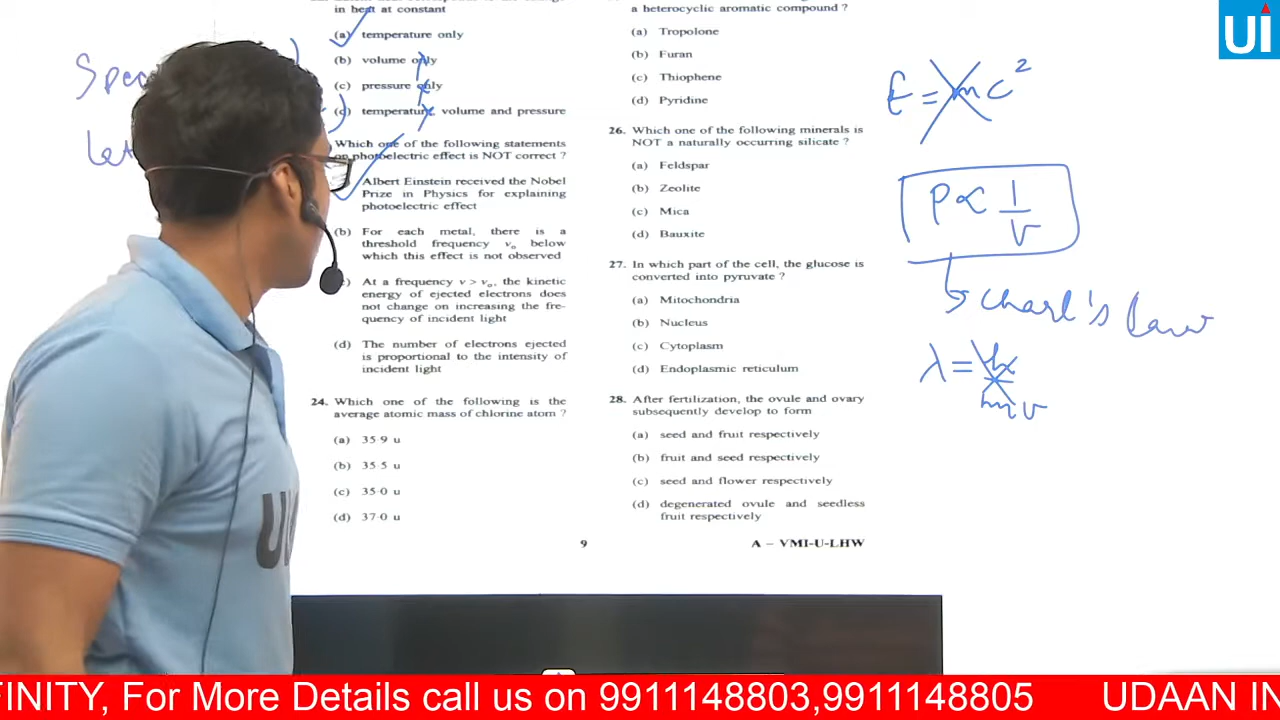 in heat at constant
(a) temperature only
(b) volume only
(c) pressure only
(d) temperature, volume and pressure
Which one of the following statements
on photoelectric effect is NOT correct ?
Albert Einstein received the Nobel
Prize in Physics for explaining
photoelectric effect
(b) For each metal, there is a
threshold frequency ν₀ below
which this effect is not observed
At a frequency ν > ν₀, the kinetic
energy of ejected electrons does
not change on increasing the fre-
quency of incident light
(d) The number of electrons ejected
is proportional to the intensity of
incident light
24. Which one of the following is the
average atomic mass of chlorine atom ?
(a) 35·9 u
(b) 35·5 u
(c) 35·0 u
(d) 37·0 u
a heterocyclic aromatic compound ?
(a) Tropolone
(b) Furan
(c) Thiophene
(d) Pyridine
26. Which one of the following minerals is
NOT a naturally occurring silicate ?
(a) Feldspar
(b) Zeolite
(c) Mica
(d) Bauxite
27. In which part of the cell, the glucose is
converted into pyruvate ?
(a) Mitochondria
(b) Nucleus
(c) Cytoplasm
(d) Endoplasmic reticulum
28. After fertilization, the ovule and ovary
subsequently develop to form
(a) seed and fruit respectively
(b) fruit and seed respectively
(c) seed and flower respectively
(d) degenerated ovule and seedless
fruit respectively
9
A – VMI-U-LHW
E = mc²
P ∝ 1/V
Charl's law
λ = h/mv
UI
FINITY, For More Details call us on 9911148803,9911148805 UDAAN IN